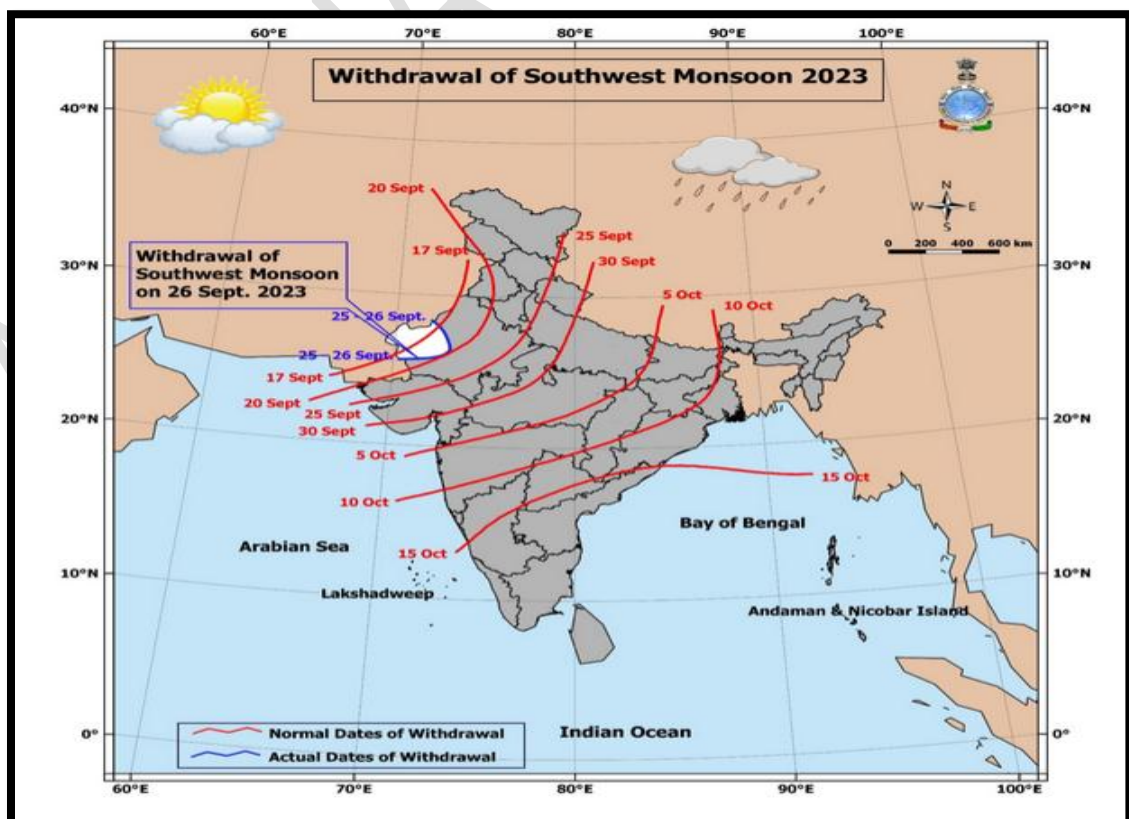 60°E 70°E 80°E 90°E 100°E
Withdrawal of Southwest Monsoon 2023
40°N 40°N
N
W E
S
20 Sept
25 Sept
17 Sept
0 200 400 600 km
Withdrawal of
Southwest Monsoon
on 26 Sept. 2023
30 Sept
30°N 30°N
5 Oct
10 Oct
25 - 26 Sept.
25 - 26 Sept.
17 Sept
20 Sept
25 Sept
20°N 20°N
30 Sept
5 Oct
15 Oct
10 Oct
Bay of Bengal
Arabian Sea
15 Oct
10°N 10°N
Lakshadweep
Andaman & Nicobar Island
0° 0°
Normal Dates of Withdrawal
Indian Ocean
Actual Dates of Withdrawal
60°E 70°E 80°E 90°E 100°E